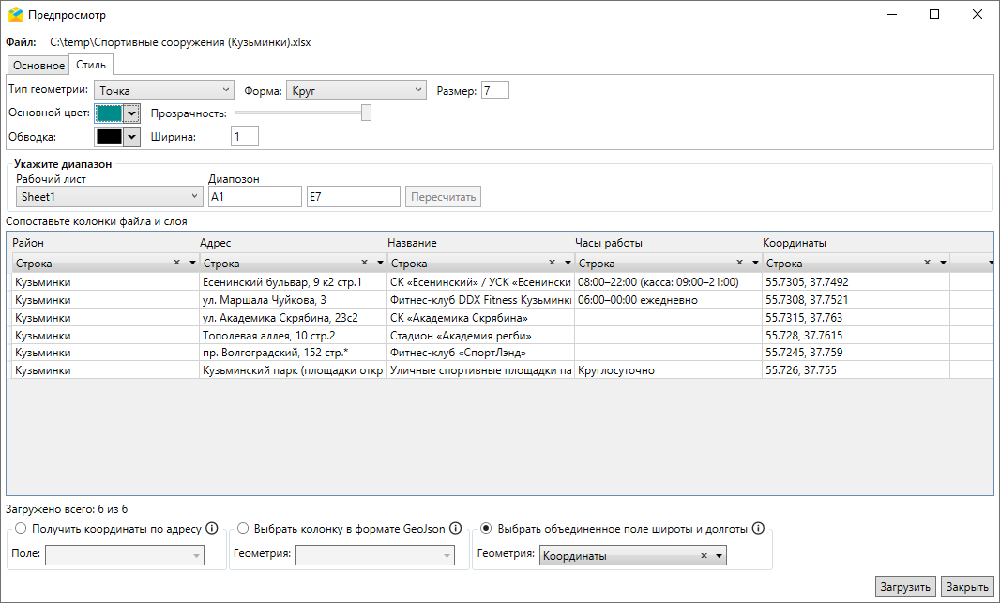 Предпросмотр
Файл: C:\temp\Спортивные сооружения (Кузьминки).xlsx
Основное Стиль
Тип геометрии: Точка Форма: Круг Размер: 7
Основной цвет: Прозрачность:
Обводка: Ширина: 1
Укажите диапазон
Рабочий лист Диапозон
Sheet1 A1 E7 Пересчитать
Сопоставьте колонки файла и слоя
Район Адрес Название Часы работы Координаты
Строка Строка Строка Строка Строка
Кузьминки Есенинский бульвар, 9 к2 стр.1 СК «Есенинский» / УСК «Есенински 08:00–22:00 (касса: 09:00–21:00) 55.7305, 37.7492
Кузьминки ул. Маршала Чуйкова, 3 Фитнес-клуб DDX Fitness Кузьминки 06:00–00:00 ежедневно 55.7308, 37.7521
Кузьминки ул. Академика Скрябина, 23с2 СК «Академика Скрябина» 55.7315, 37.763
Кузьминки Тополевая аллея, 10 стр.2 Стадион «Академия регби» 55.728, 37.7615
Кузьминки пр. Волгоградский, 152 стр.* Фитнес-клуб «СпортЛэнд» 55.7245, 37.759
Кузьминки Кузьминский парк (площадки откр Уличные спортивные площадки па Круглосуточно 55.726, 37.755
Загружено всего: 6 из 6
Получить координаты по адресу Выбрать колонку в формате GeoJson Выбрать объединенное поле широты и долготы
Поле: Геометрия: Геометрия: Координаты
Загрузить Закрыть